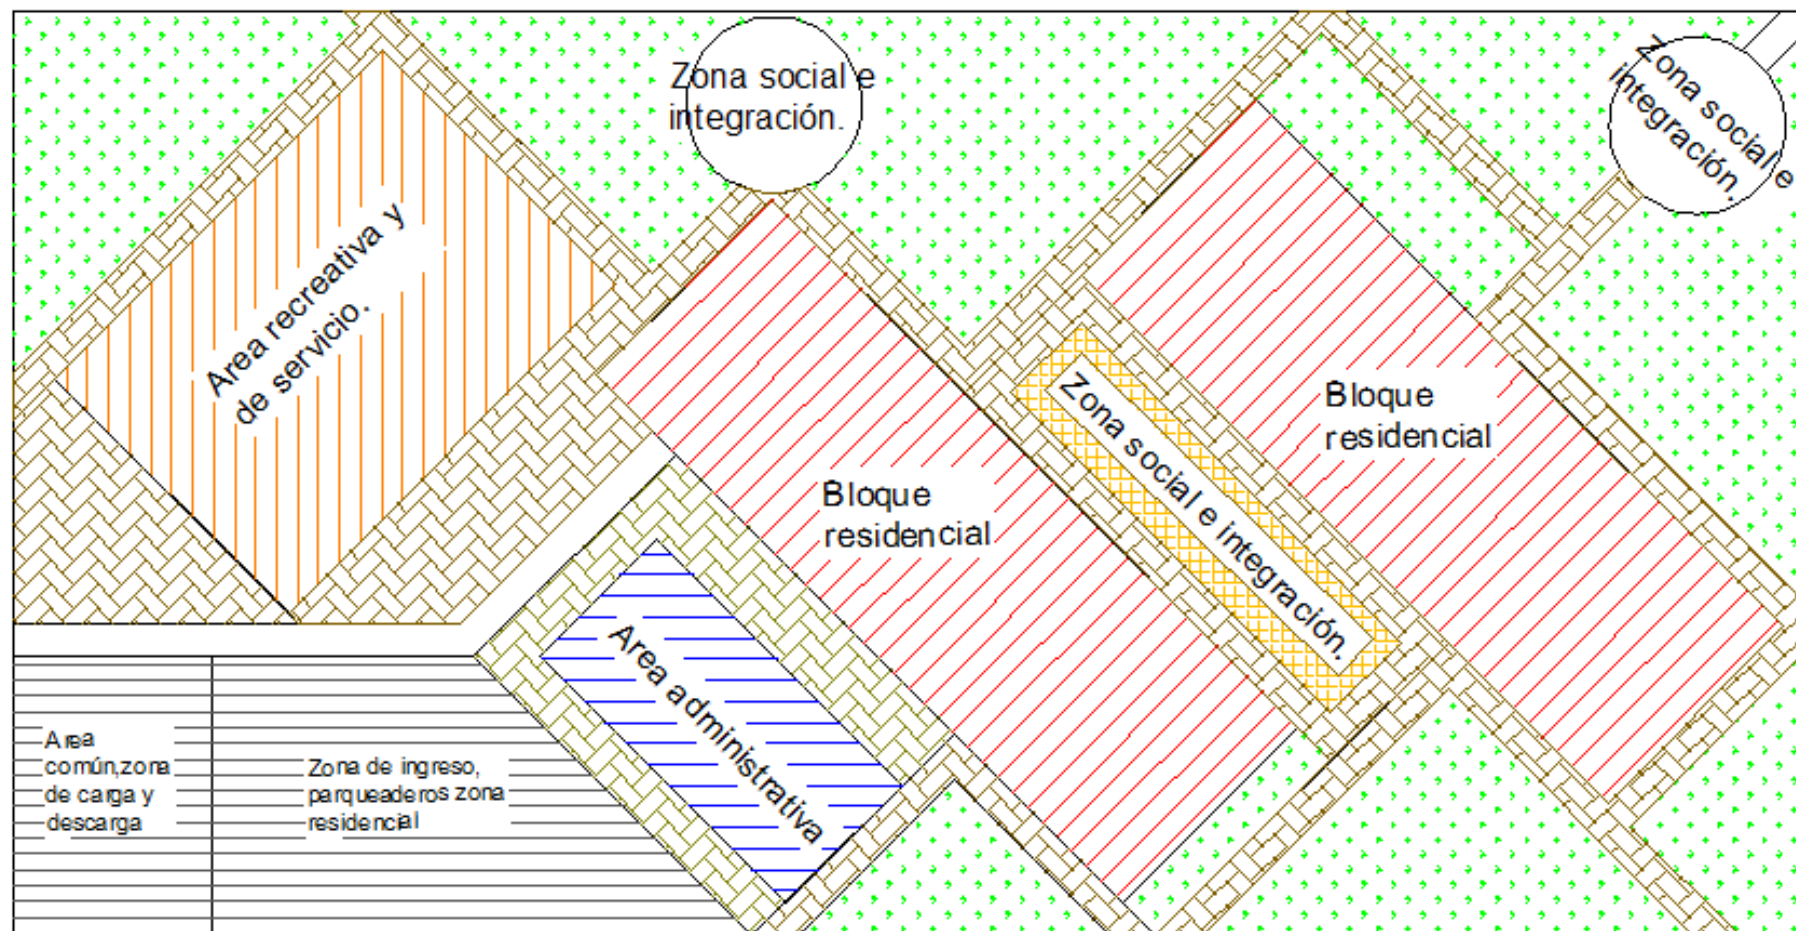 Zona social e
integración.
Zona social e
integración.
Area recreativa y
de servicio.
Bloque
residencial
Zona social e integración.
Bloque
residencial
Area administrativa
Area
común,zona
de carga y
descarga
Zona de ingreso,
parqueaderos zona
residencial